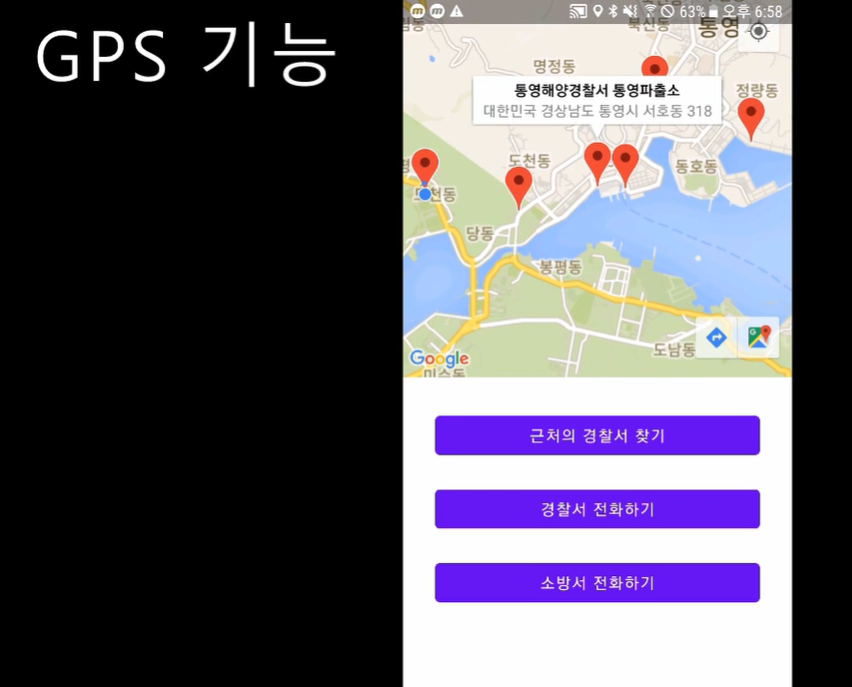 GPS 기능
63% 오후 6:58
북신동
통영
명정동
통영해양경찰서 통영파출소
대한민국 경상남도 통영시 서호동 318
정량동
도천동
동호동
당동
봉평동
도남동
Google
미수동
근처의 경찰서 찾기
경찰서 전화하기
소방서 전화하기